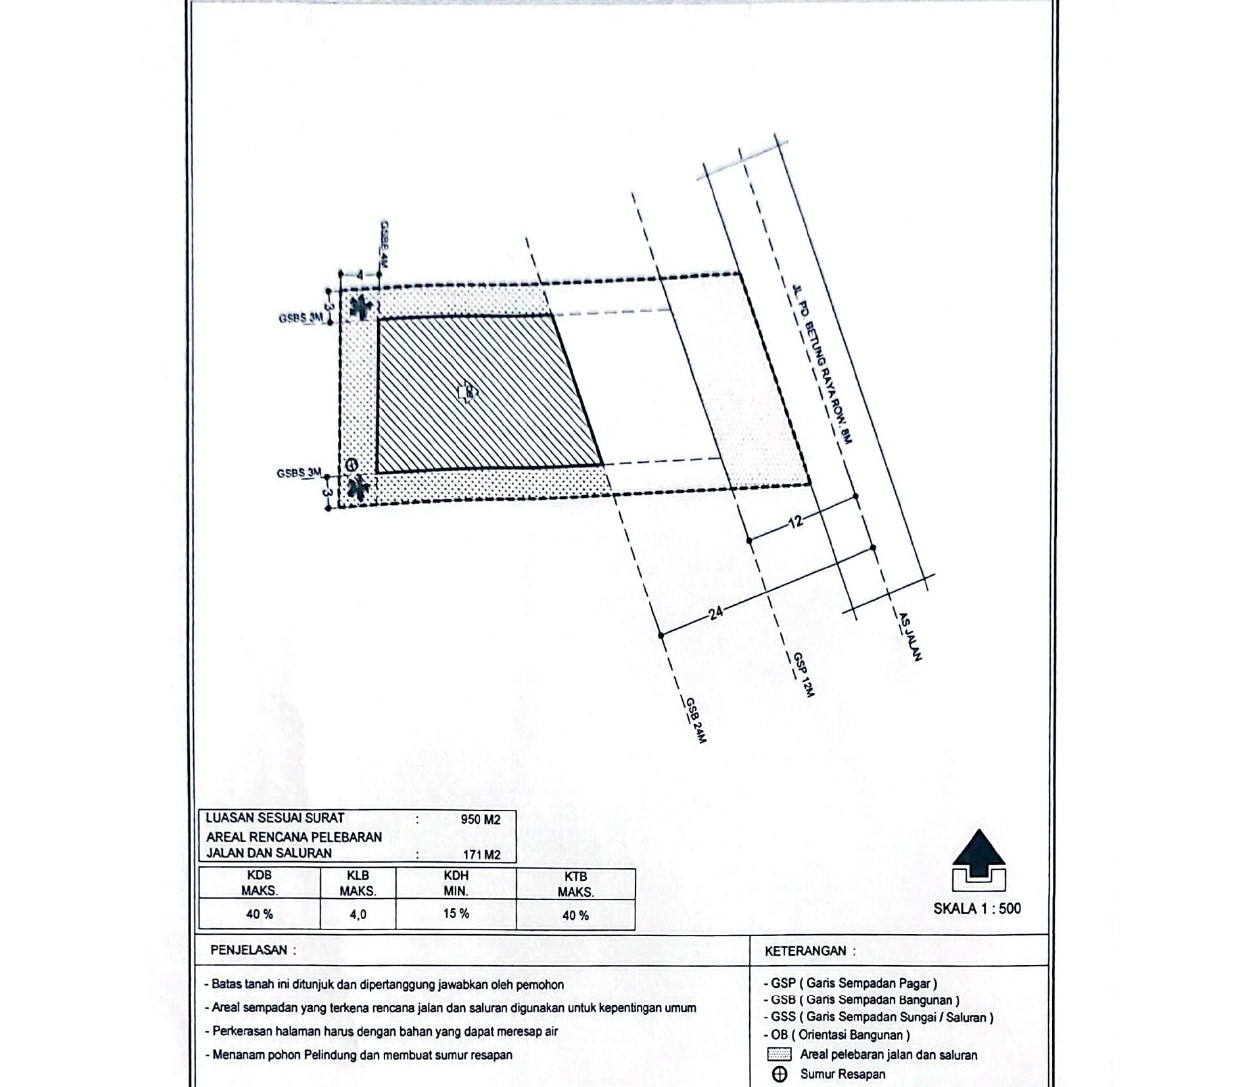 GSBB 4M
4
3
GSBS 3M
JL. PD. BETUNG RAYA ROW. 8M
OB
GSBS 3M
3
12
24
AS JALAN
GSP 12M
GSB 24M
LUASAN SESUAI SURAT : 950 M2
AREAL RENCANA PELEBARAN
JALAN DAN SALURAN : 171 M2
KDB MAKS. KLB MAKS. KDH MIN. KTB MAKS.
40 % 4,0 15 % 40 %
SKALA 1 : 500
PENJELASAN :
- Batas tanah ini ditunjuk dan dipertanggung jawabkan oleh pemohon
- Areal sempadan yang terkena rencana jalan dan saluran digunakan untuk kepentingan umum
- Perkerasan halaman harus dengan bahan yang dapat meresap air
- Menanam pohon Pelindung dan membuat sumur resapan
KETERANGAN :
- GSP ( Garis Sempadan Pagar )
- GSB ( Garis Sempadan Bangunan )
- GSS ( Garis Sempadan Sungai / Saluran )
- OB ( Orientasi Bangunan )
Areal pelebaran jalan dan saluran
Sumur Resapan